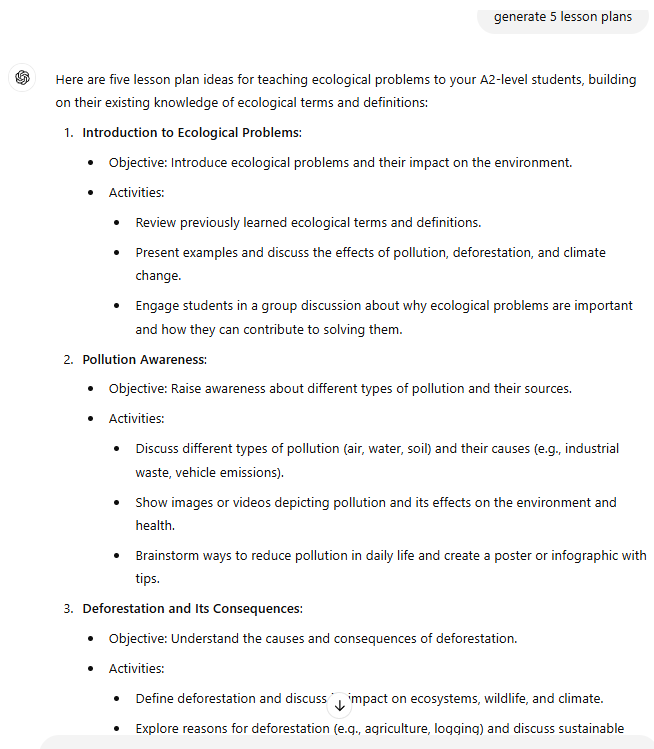 generate 5 lesson plans
Here are five lesson plan ideas for teaching ecological problems to your A2-level students, building
on their existing knowledge of ecological terms and definitions:
1. Introduction to Ecological Problems:
• Objective: Introduce ecological problems and their impact on the environment.
• Activities:
• Review previously learned ecological terms and definitions.
• Present examples and discuss the effects of pollution, deforestation, and climate
change.
• Engage students in a group discussion about why ecological problems are important
and how they can contribute to solving them.
2. Pollution Awareness:
• Objective: Raise awareness about different types of pollution and their sources.
• Activities:
• Discuss different types of pollution (air, water, soil) and their causes (e.g., industrial
waste, vehicle emissions).
• Show images or videos depicting pollution and its effects on the environment and
health.
• Brainstorm ways to reduce pollution in daily life and create a poster or infographic with
tips.
3. Deforestation and Its Consequences:
• Objective: Understand the causes and consequences of deforestation.
• Activities:
• Define deforestation and discuss impact on ecosystems, wildlife, and climate.
• Explore reasons for deforestation (e.g., agriculture, logging) and discuss sustainable